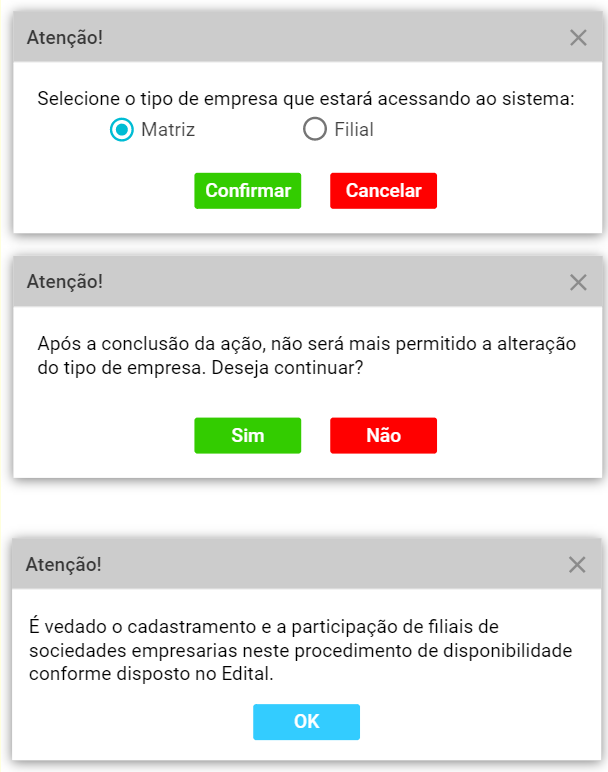 Atenção!
Selecione o tipo de empresa que estará acessando ao sistema:
Matriz Filial
Confirmar Cancelar
Atenção!
Após a conclusão da ação, não será mais permitido a alteração
do tipo de empresa. Deseja continuar?
Sim Não
Atenção!
É vedado o cadastramento e a participação de filiais de
sociedades empresarias neste procedimento de disponibilidade
conforme disposto no Edital.
OK